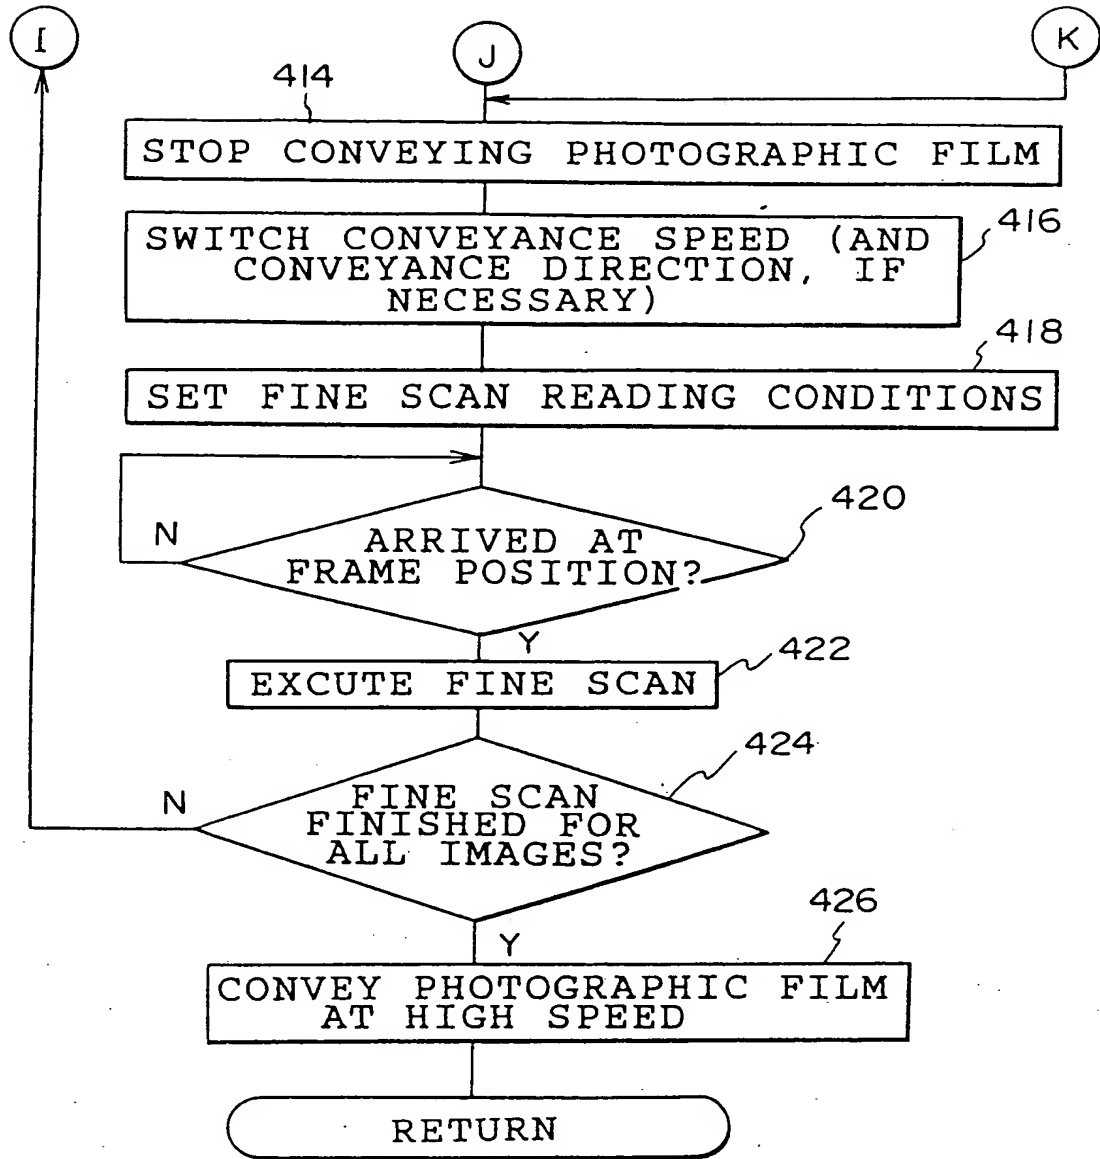 I
J
K
414
STOP CONVEYING PHOTOGRAPHIC FILM
SWITCH CONVEYANCE SPEED (AND
CONVEYANCE DIRECTION, IF
NECESSARY)
416
418
SET FINE SCAN READING CONDITIONS
420
N
ARRIVED AT
FRAME POSITION?
Y
422
EXCUTE FINE SCAN
424
N
FINE SCAN
FINISHED FOR
ALL IMAGES?
Y
426
CONVEY PHOTOGRAPHIC FILM
AT HIGH SPEED
RETURN